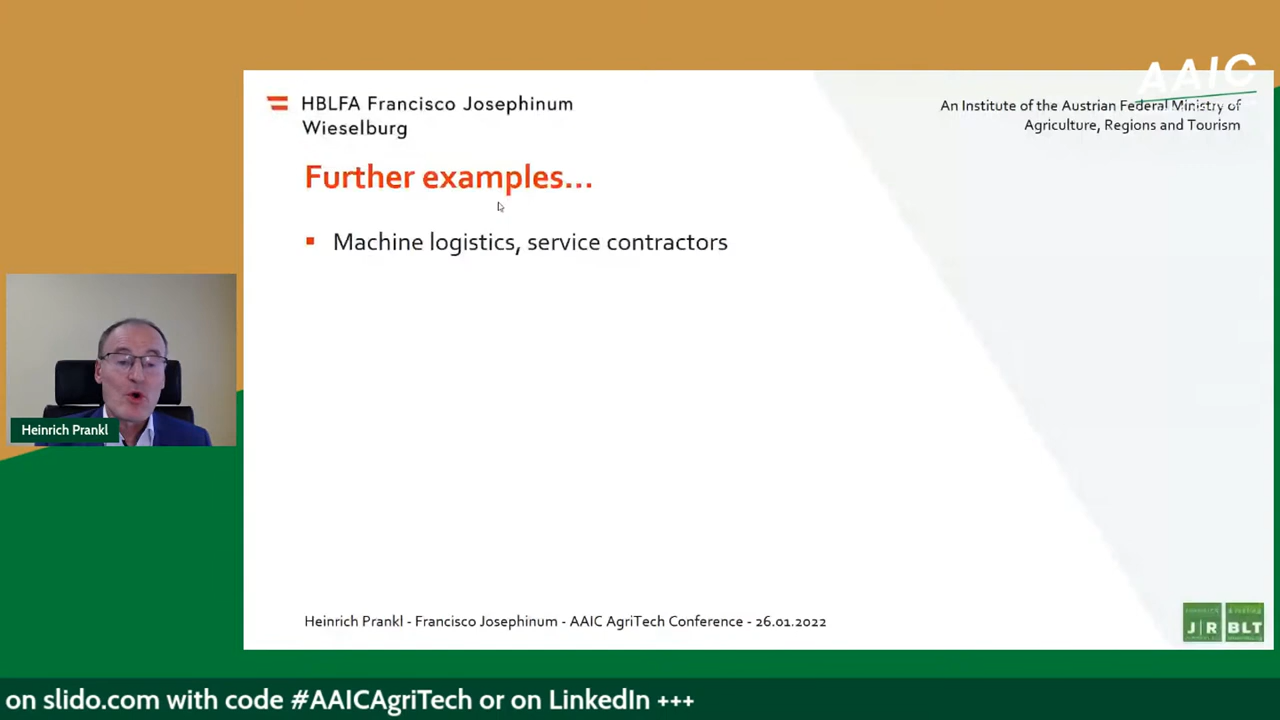 AAIC
HBLFA Francisco Josephinum
Wieselburg
An Institute of the Austrian Federal Ministry of
Agriculture, Regions and Tourism
Further examples...
Machine logistics, service contractors
Heinrich Prankl
Heinrich Prankl - Francisco Josephinum - AAIC AgriTech Conference - 26.01.2022
J|R BLT
on slido.com with code #AAICAgriTech or on LinkedIn +++